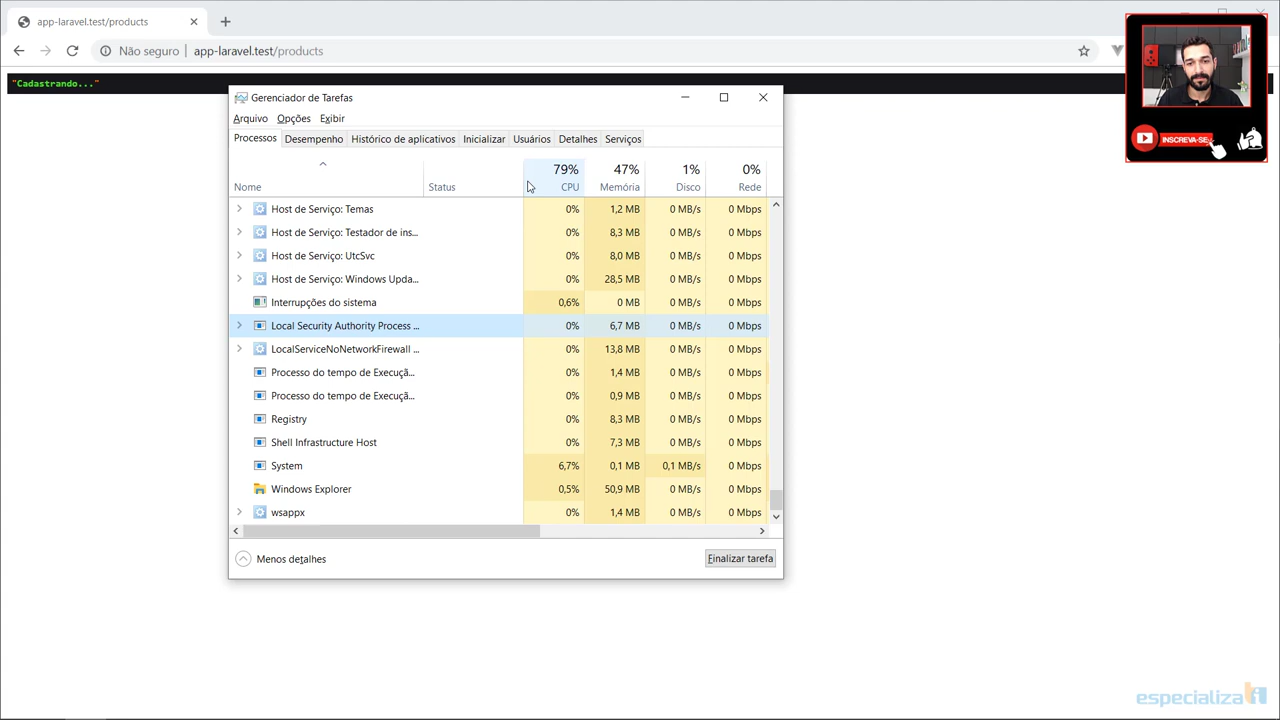 app-laravel.test/products
Não seguro | app-laravel.test/products
"Cadastrando..."
INSCREVA-SE
Gerenciador de Tarefas
Arquivo Opções Exibir
Processos Desempenho Histórico de aplicativos Inicializar Usuários Detalhes Serviços
79% 47% 1% 0%
Nome Status CPU Memória Disco Rede
Host de Serviço: Temas 0% 1,2 MB 0 MB/s 0 Mbps
Host de Serviço: Testador de ins... 0% 8,3 MB 0 MB/s 0 Mbps
Host de Serviço: UtcSvc 0% 8,0 MB 0 MB/s 0 Mbps
Host de Serviço: Windows Upda... 0% 28,5 MB 0 MB/s 0 Mbps
Interrupções do sistema 0,6% 0 MB 0 MB/s 0 Mbps
Local Security Authority Process ... 0% 6,7 MB 0 MB/s 0 Mbps
LocalServiceNoNetworkFirewall ... 0% 13,8 MB 0 MB/s 0 Mbps
Processo do tempo de Execuçã... 0% 1,4 MB 0 MB/s 0 Mbps
Processo do tempo de Execuçã... 0% 0,9 MB 0 MB/s 0 Mbps
Registry 0% 8,3 MB 0 MB/s 0 Mbps
Shell Infrastructure Host 0% 7,3 MB 0 MB/s 0 Mbps
System 6,7% 0,1 MB 0,1 MB/s 0 Mbps
Windows Explorer 0,5% 50,9 MB 0 MB/s 0 Mbps
wsappx 0% 1,4 MB 0 MB/s 0 Mbps
Menos detalhes Finalizar tarefa
especializati